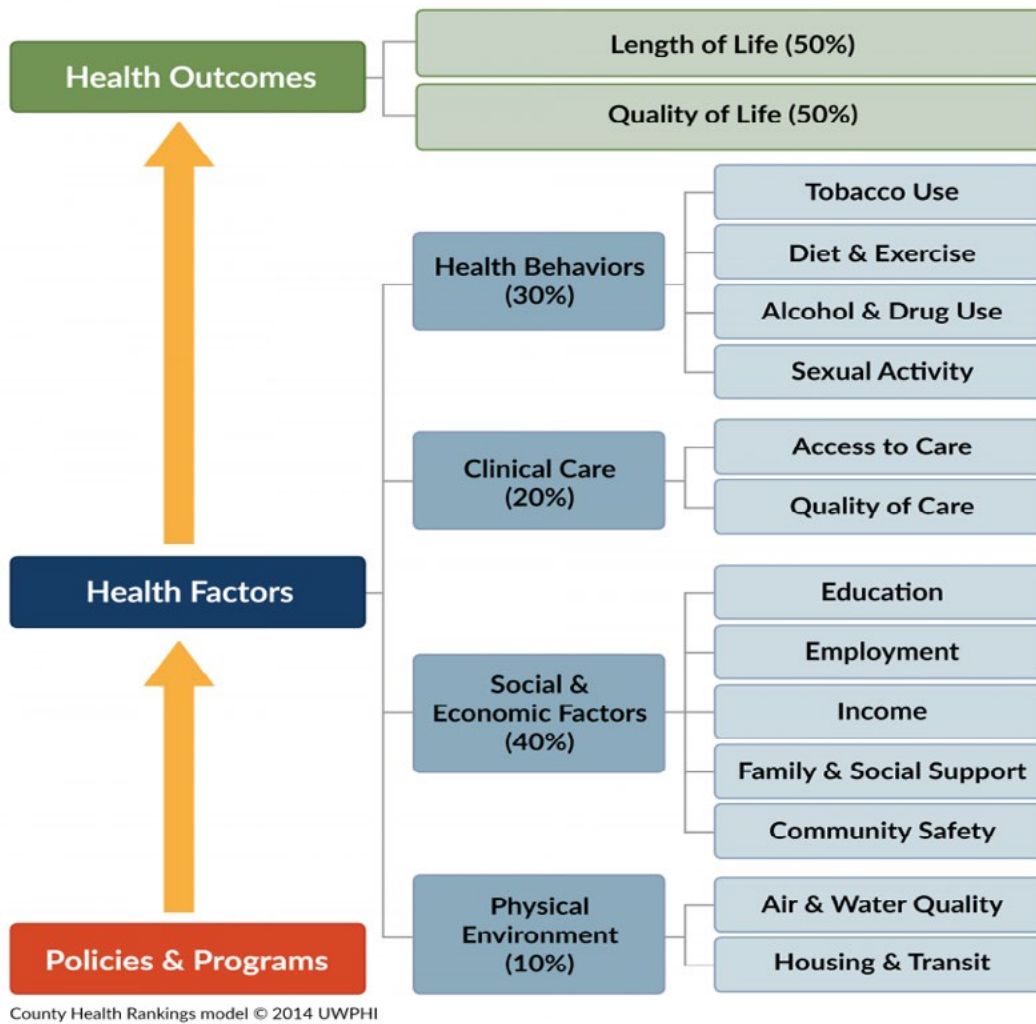 Health Outcomes
Length of Life (50%)
Quality of Life (50%)
Health Factors
Health Behaviors
(30%)
Tobacco Use
Diet & Exercise
Alcohol & Drug Use
Sexual Activity
Clinical Care
(20%)
Access to Care
Quality of Care
Social &
Economic Factors
(40%)
Education
Employment
Income
Family & Social Support
Community Safety
Physical
Environment
(10%)
Air & Water Quality
Housing & Transit
Policies & Programs
County Health Rankings model © 2014 UWPHI